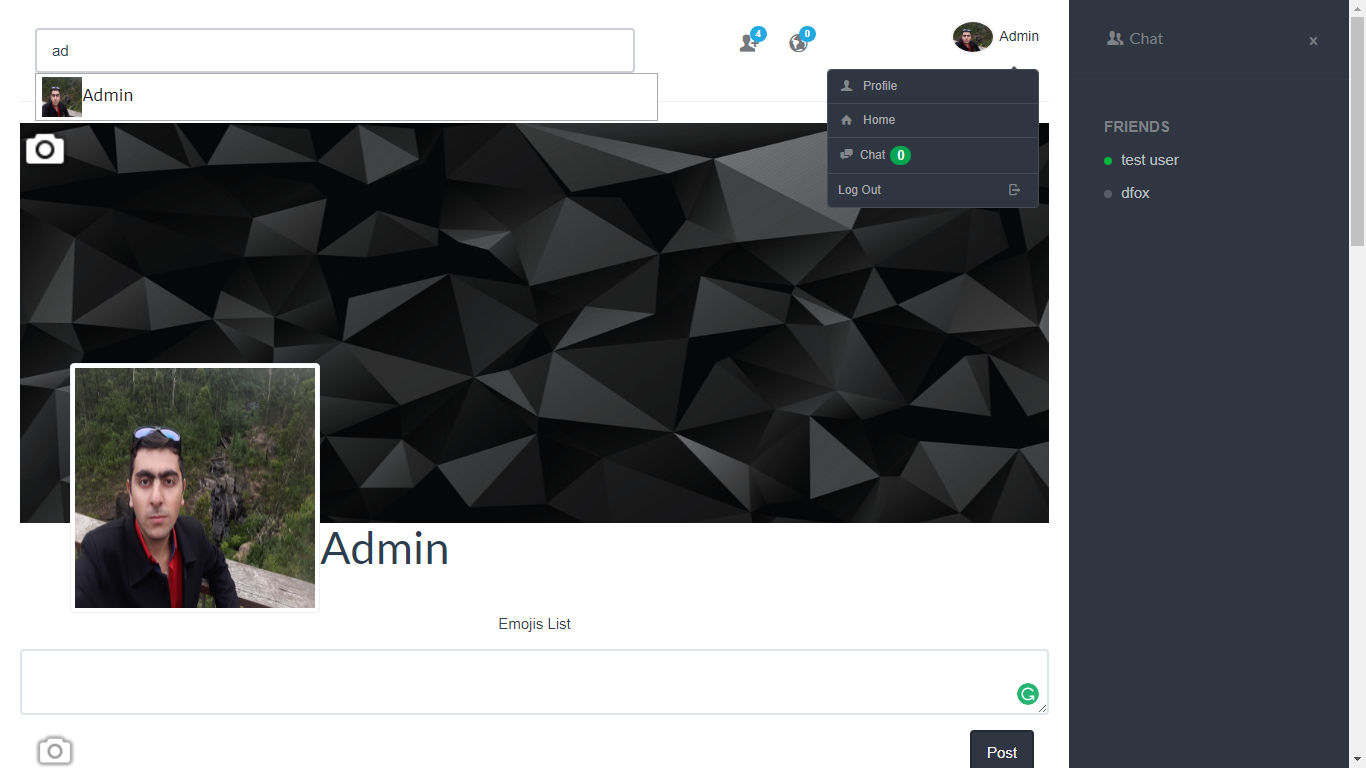 ad
Admin
4
0
Admin
Profile
Home
Chat 0
Log Out
Admin
Emojis List
Post
Chat
x
FRIENDS
test user
dfox